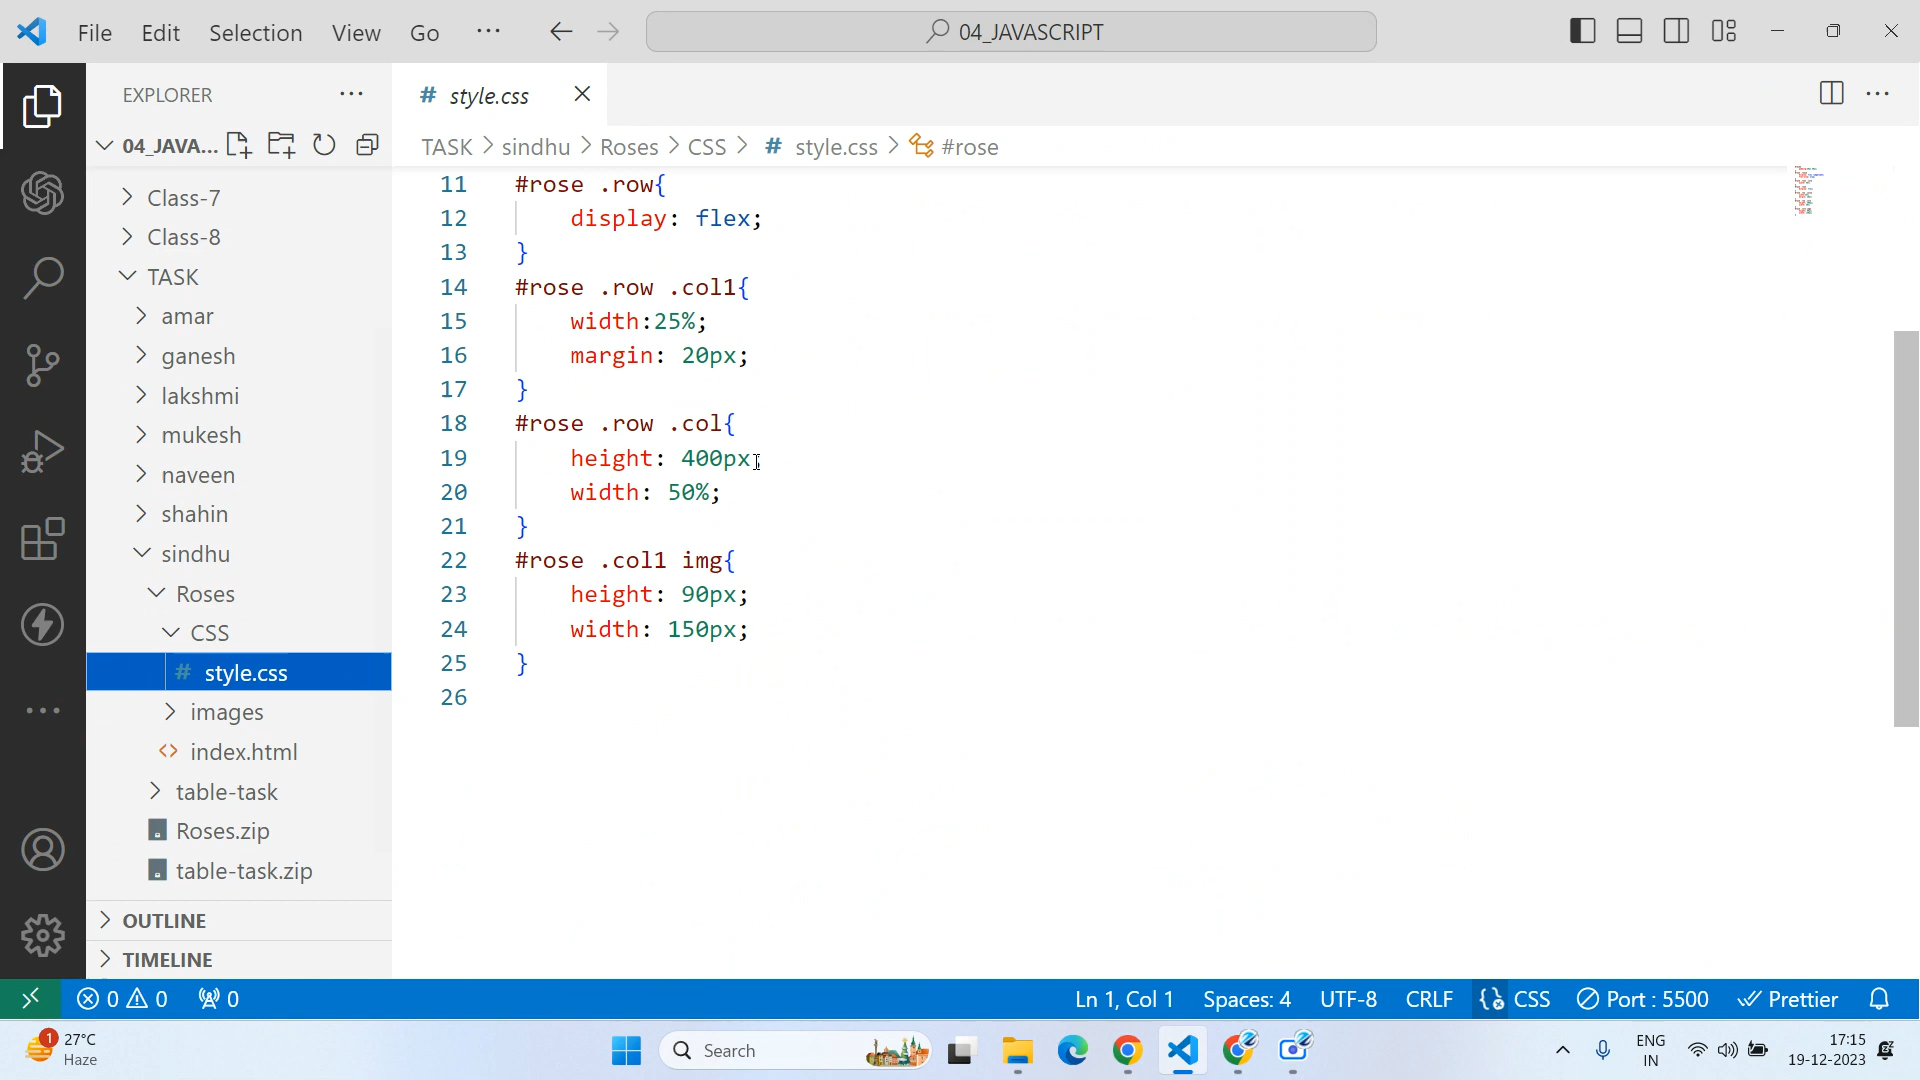 File Edit Selection View Go ··· 04_JAVASCRIPT
EXPLORER ···
# style.css
04_JAVA...
TASK > sindhu > Roses > CSS > # style.css > #rose
Class-7
Class-8
TASK
amar
ganesh
lakshmi
mukesh
naveen
shahin
sindhu
Roses
CSS
# style.css
images
<> index.html
table-task
Roses.zip
table-task.zip
OUTLINE
TIMELINE
11 #rose .row{
12 display: flex;
13 }
14 #rose .row .col1{
15 width:25%;
16 margin: 20px;
17 }
18 #rose .row .col{
19 height: 400px;
20 width: 50%;
21 }
22 #rose .col1 img{
23 height: 90px;
24 width: 150px;
25 }
26
0 0 0 Ln 1, Col 1 Spaces: 4 UTF-8 CRLF CSS Port : 5500 Prettier
1 27°C
Haze
Search
ENG
IN
17:15
19-12-2023